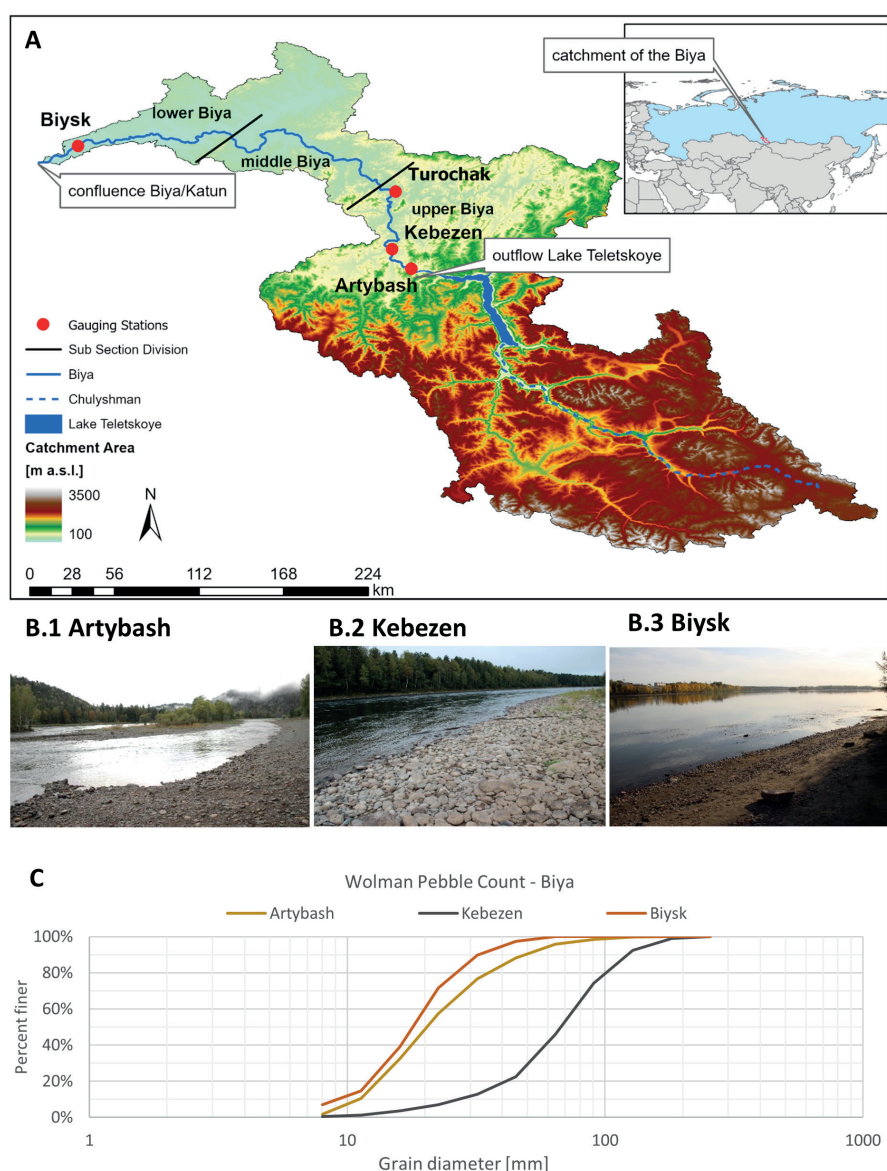 A
catchment of the Biya
lower Biya
Biysk
middle Biya
confluence Biya/Katun
Turochak
upper Biya
Kebezen
outflow Lake Teletskoye
Artybash
Gauging Stations
Sub Section Division
Biya
Chulyshman
Lake Teletskoye
Catchment Area
[m a.s.l.]
3500
100
N
0 28 56 112 168 224
km
B.1 Artybash
B.2 Kebezen
B.3 Biysk
C
Wolman Pebble Count - Biya
Artybash Kebezen Biysk
100%
80%
60%
40%
20%
0%
Percent finer
1 10 100 1000
Grain diameter [mm]